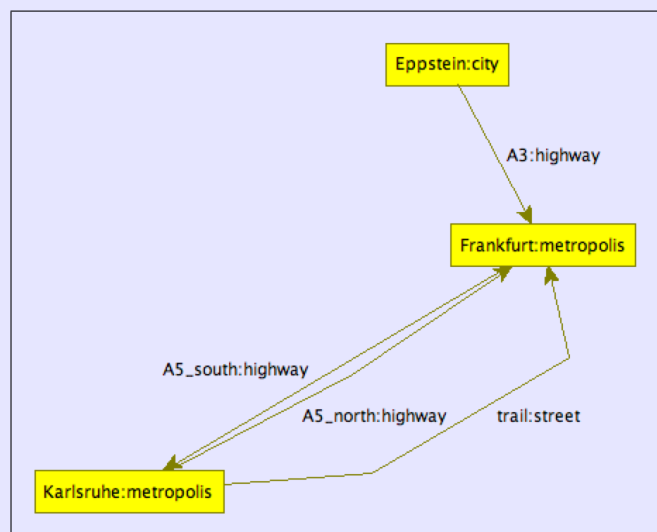 Eppstein:city
A3:highway
Frankfurt:metropolis
A5_south:highway
A5_north:highway
trail:street
Karlsruhe:metropolis